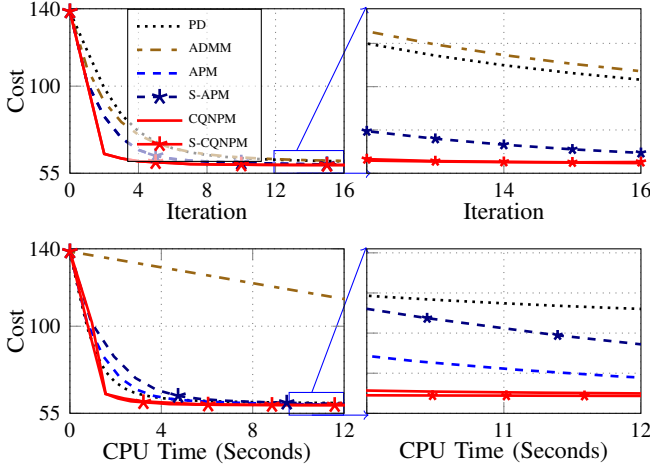 140
100
55
Cost
PD
ADMM
APM
S-APM
CQNPM
S-CQNPM
0 4 8 12 16
Iteration
14 16
Iteration
140
100
55
Cost
0 4 8 12
CPU Time (Seconds)
11 12
CPU Time (Seconds)